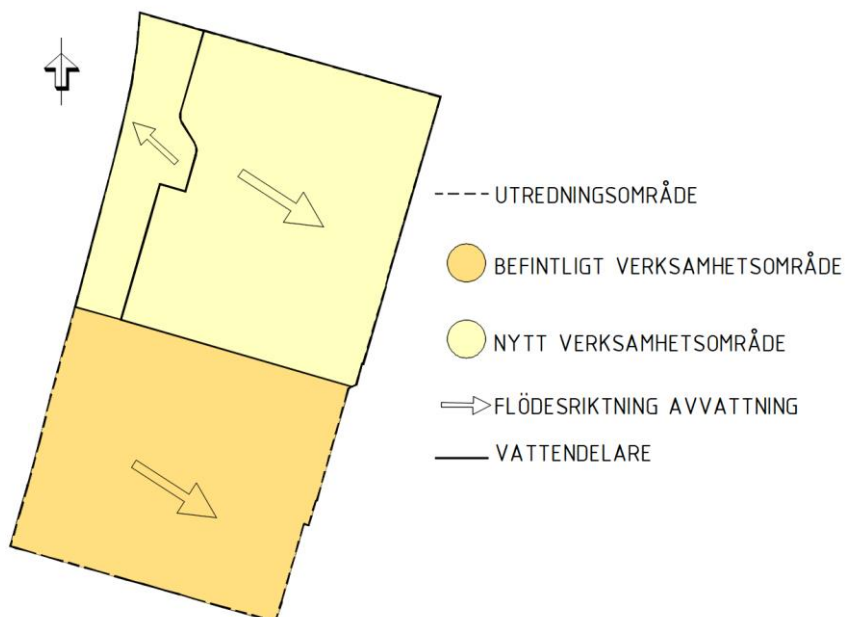 UTREDNINGSOMRÅDE
BEFINTLIGT VERKSAMHETSOMRÅDE
NYTT VERKSAMHETSOMRÅDE
FLÖDESRIKTNING AVVATTNING
VATTENDELARE